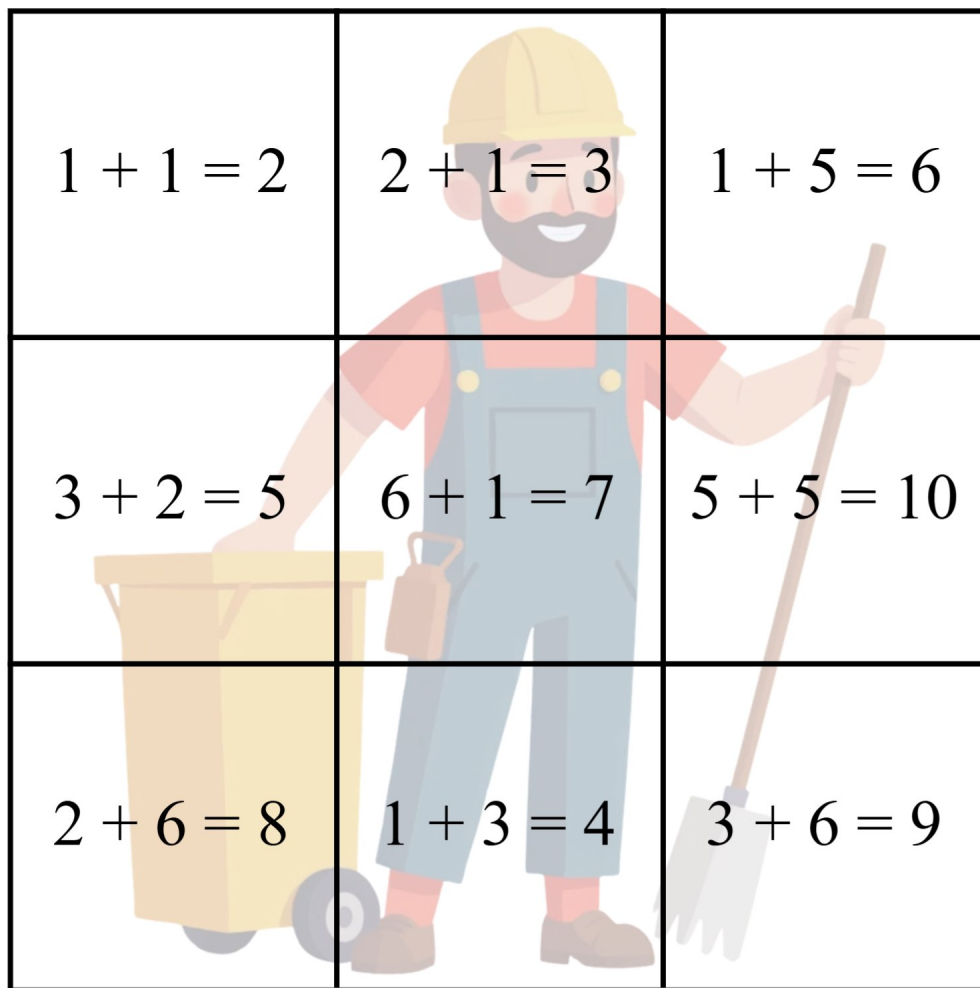 1 + 1 = 2
2 + 1 = 3
1 + 5 = 6
3 + 2 = 5
6 + 1 = 7
5 + 5 = 10
2 + 6 = 8
1 + 3 = 4
3 + 6 = 9